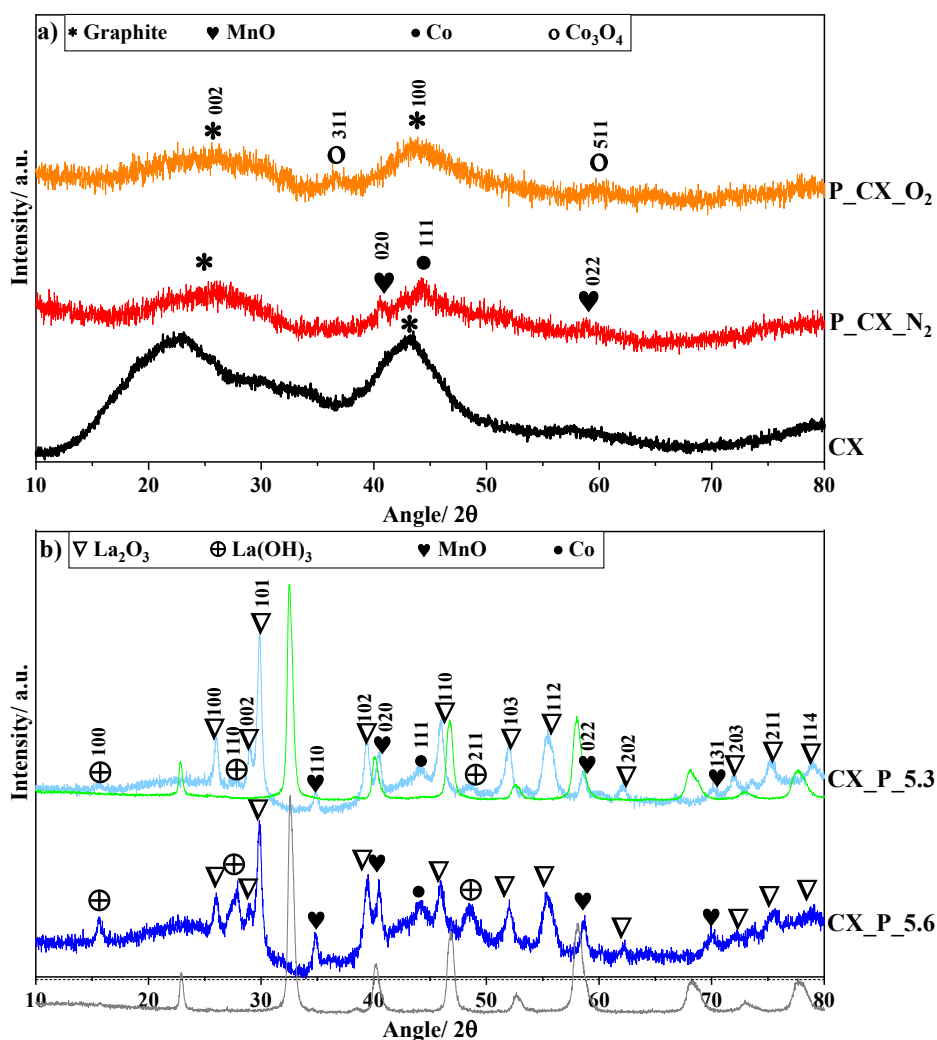 a) * Graphite ♥ MnO ● Co o Co₃O₄
002
311
100
511
P_CX_O₂
020
111
022
P_CX_N₂
CX
Intensity/ a.u.
10 20 30 40 50 60 70 80
Angle/ 2θ
b) ▽ La₂O₃ ⊕ La(OH)₃ ♥ MnO ● Co
100
100
110
002
101
110
102
020
111
110
211
103
112
022
202
131
203
211
114
CX_P_5.3
CX_P_5.6
Intensity/ a.u.
10 20 30 40 50 60 70 80
Angle/ 2θ